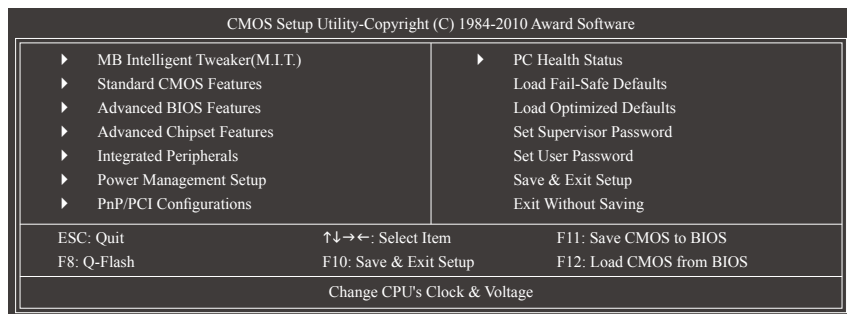 CMOS Setup Utility-Copyright (C) 1984-2010 Award Software
MB Intelligent Tweaker(M.I.T.)
Standard CMOS Features
Advanced BIOS Features
Advanced Chipset Features
Integrated Peripherals
Power Management Setup
PnP/PCI Configurations
PC Health Status
Load Fail-Safe Defaults
Load Optimized Defaults
Set Supervisor Password
Set User Password
Save & Exit Setup
Exit Without Saving
ESC: Quit ↑↓→←: Select Item F11: Save CMOS to BIOS
F8: Q-Flash F10: Save & Exit Setup F12: Load CMOS from BIOS
Change CPU's Clock & Voltage